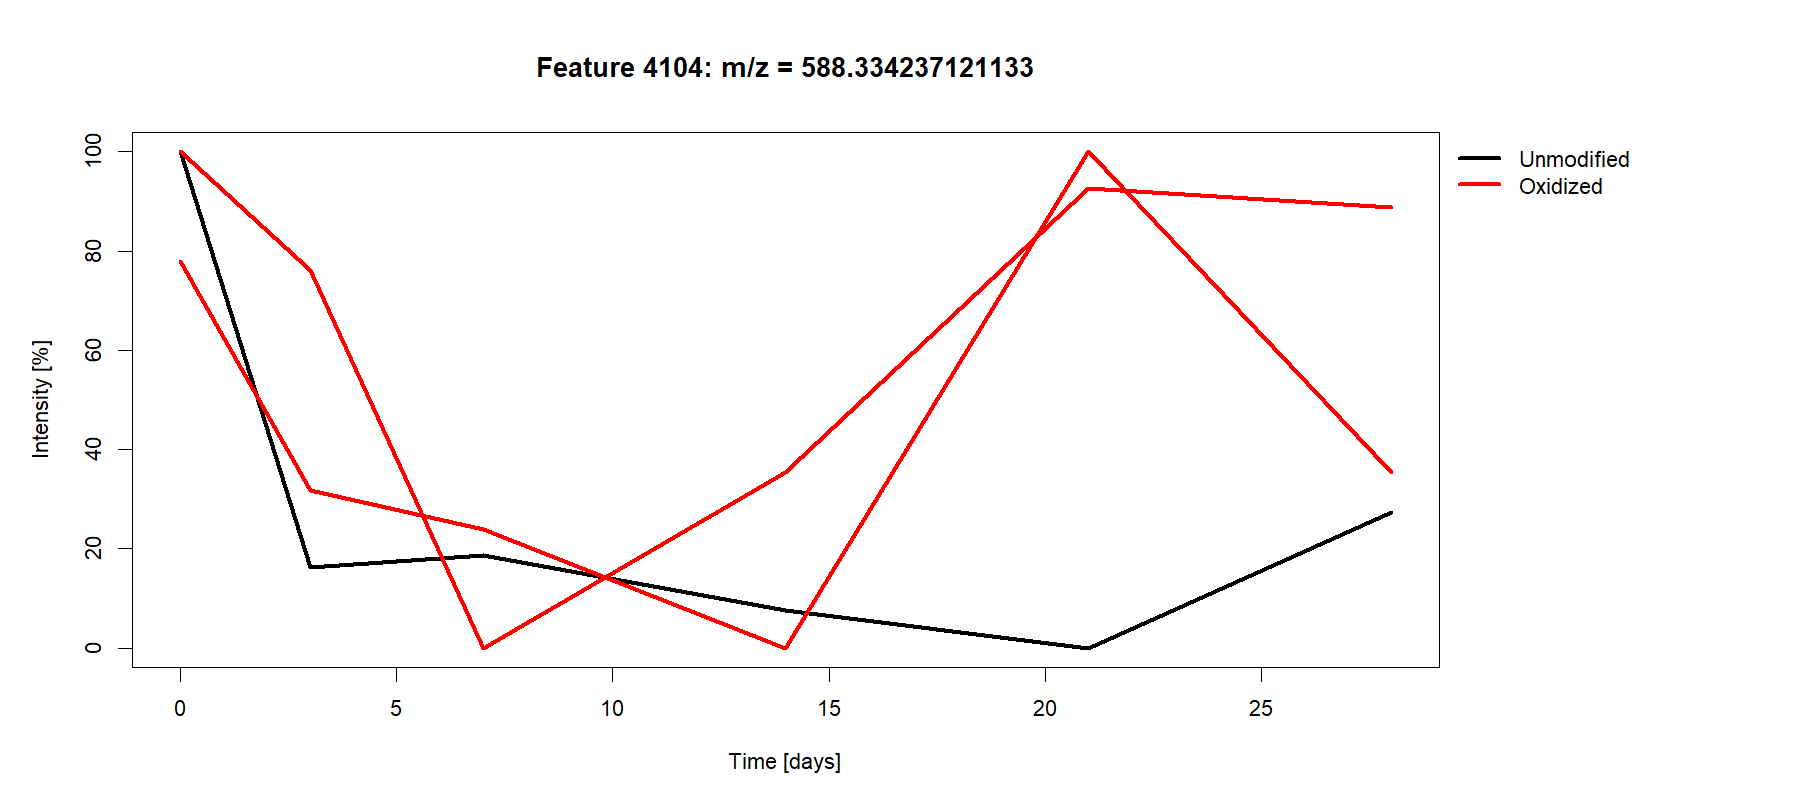 Feature 4104: m/z = 588.334237121133
Unmodified
Oxidized
Intensity [%]
100
80
60
40
20
0
0 5 10 15 20 25
Time [days]